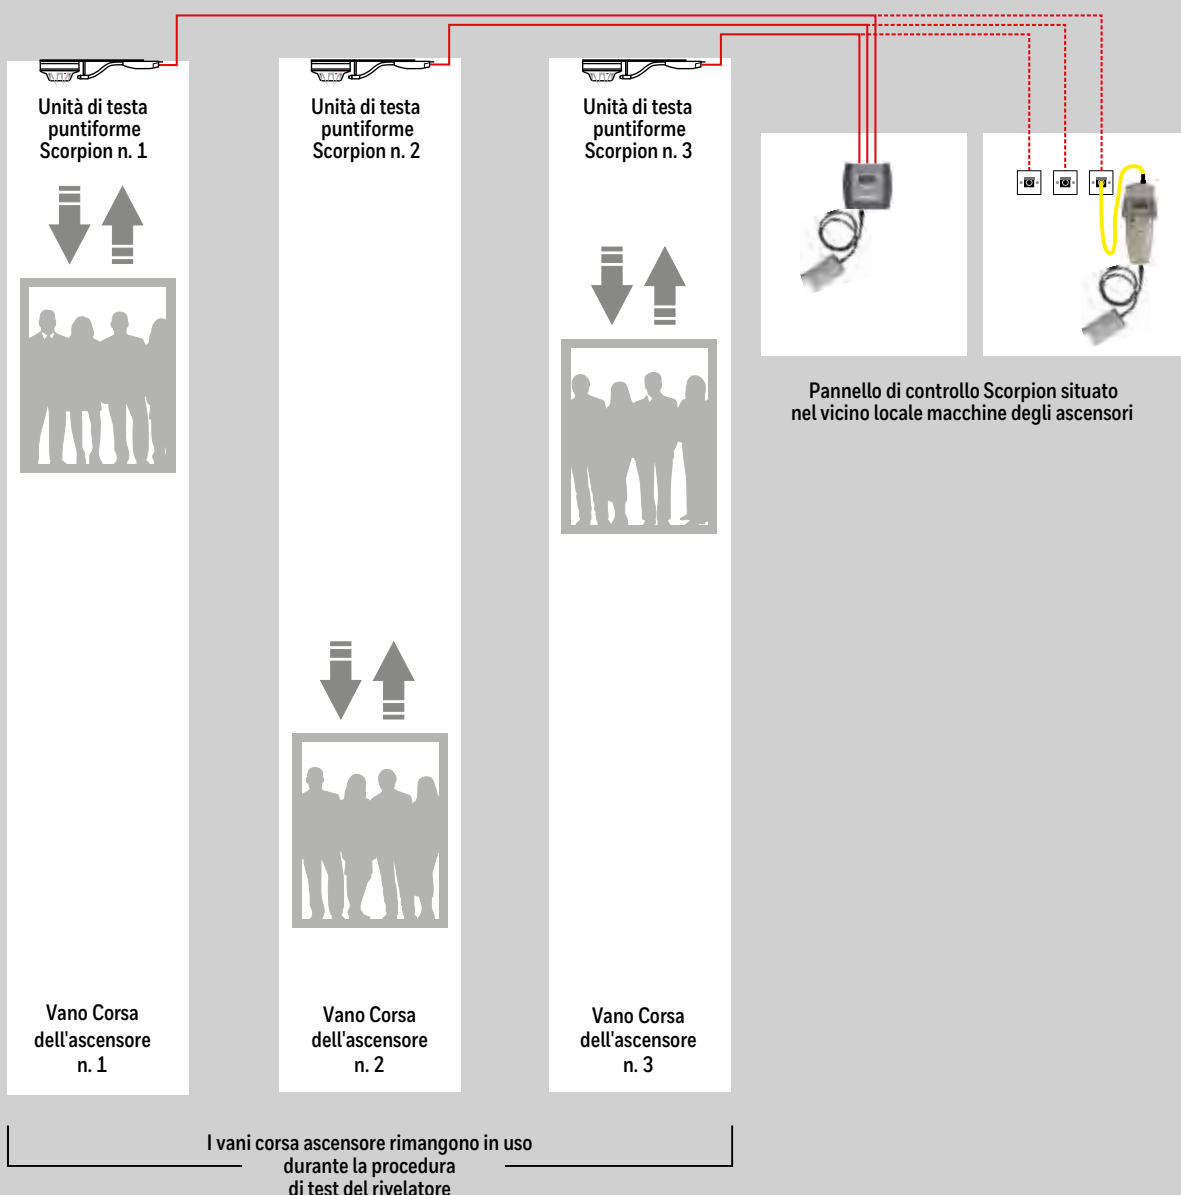 Unità di testa
puntiforme
Scorpion n. 1
Unità di testa
puntiforme
Scorpion n. 2
Unità di testa
puntiforme
Scorpion n. 3
Pannello di controllo Scorpion situato
nel vicino locale macchine degli ascensori
Vano Corsa
dell'ascensore
n. 1
Vano Corsa
dell'ascensore
n. 2
Vano Corsa
dell'ascensore
n. 3
I vani corsa ascensore rimangono in uso
durante la procedura
di test del rivelatore